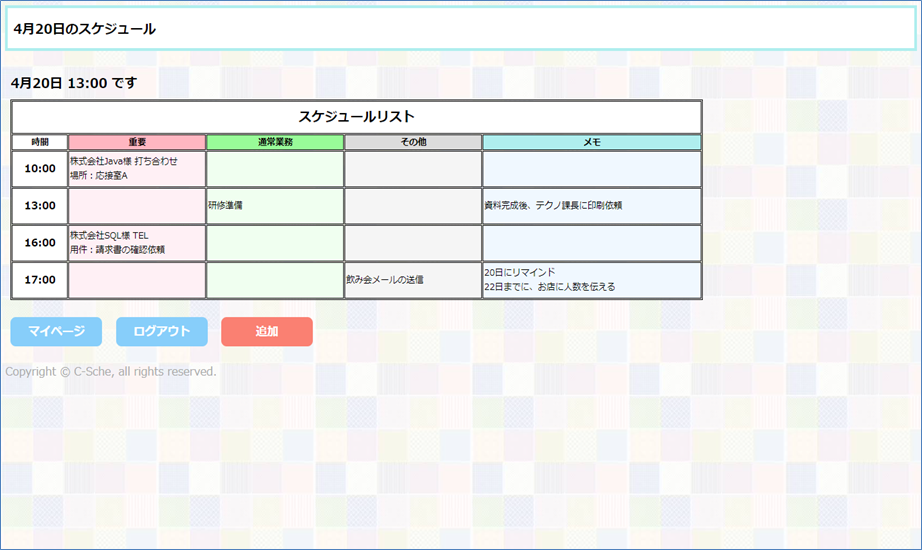 4月20日のスケジュール
4月20日 13:00 です
スケジュールリスト
時間 重要 通常業務 その他 メモ
10:00 株式会社Java様 打ち合わせ
場所：応接室A
13:00 研修準備 資料完成後、テクノ課長に印刷依頼
16:00 株式会社SQL様 TEL
用件：請求書の確認依頼
17:00 飲み会メールの送信 20日にリマインド
22日までに、お店に人数を伝える
マイページ ログアウト 追加
Copyright © C-Sche, all rights reserved.